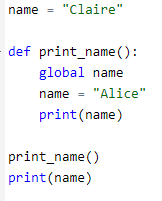 name = "Claire"
def print_name():
    global name
    name = "Alice"
    print(name)
print_name()
print(name)